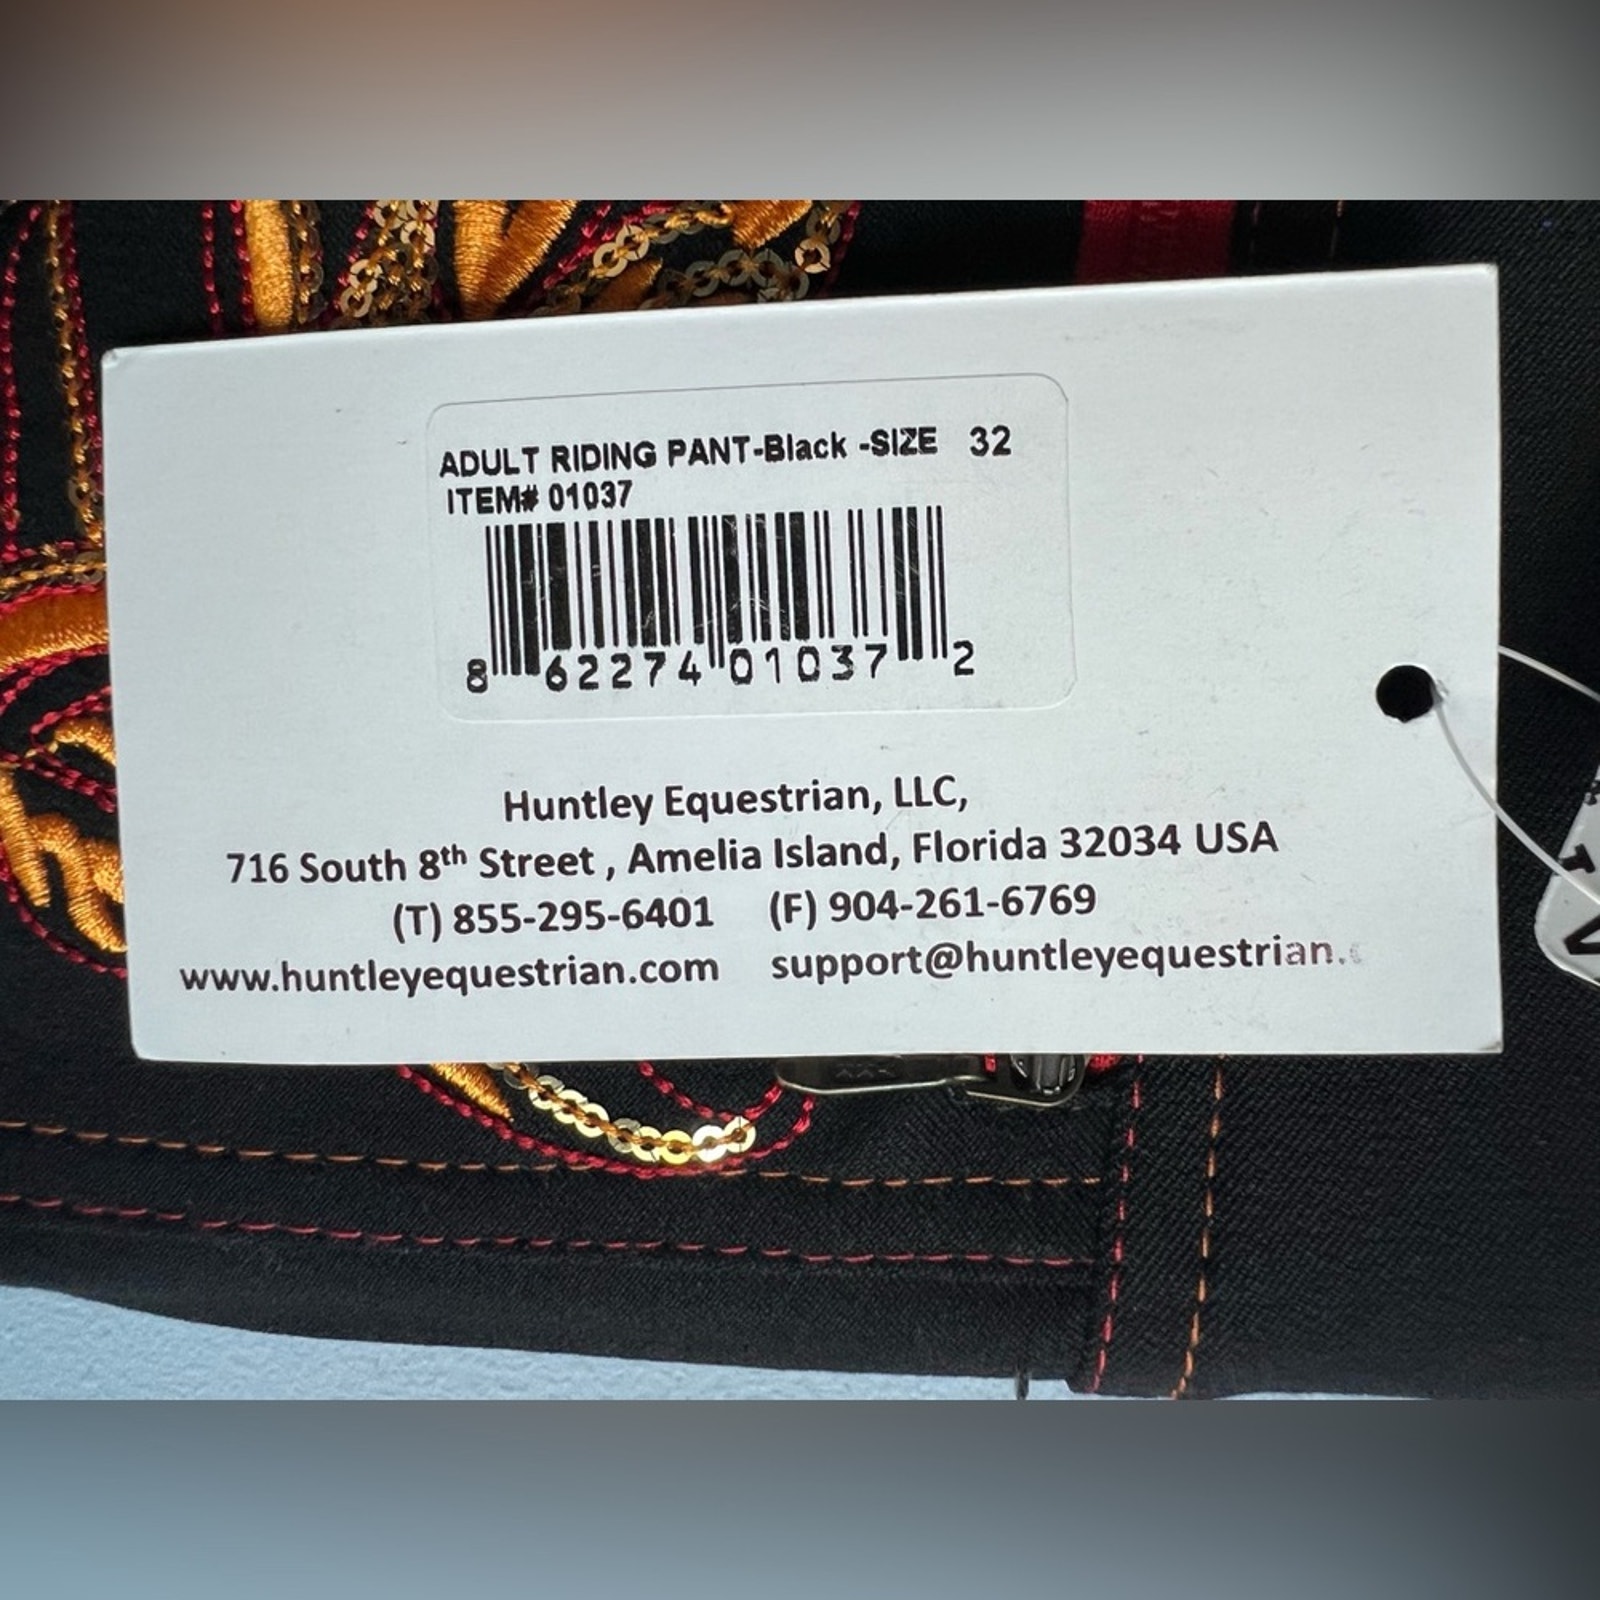 ADULT RIDING PANT-Black -SIZE 32
ITEM# 01037
8 62274 01037 2
Huntley Equestrian, LLC,
716 South 8th Street , Amelia Island, Florida 32034 USA
(T) 855-295-6401 (F) 904-261-6769
www.huntleyequestrian.com support@huntleyequestrian.